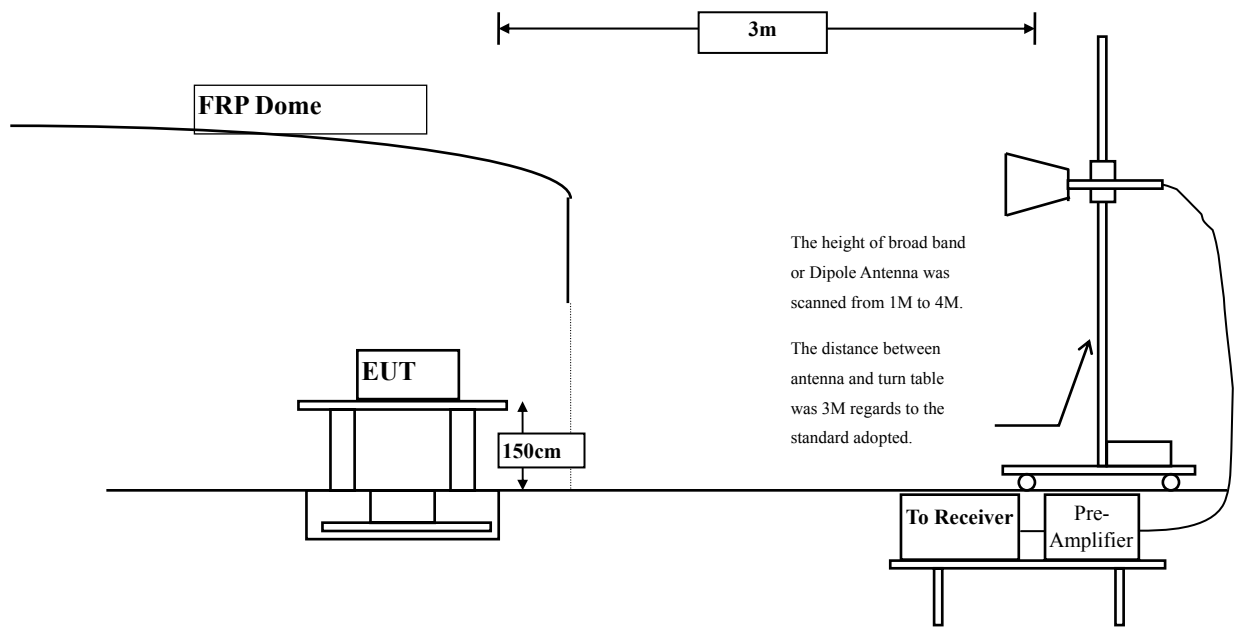 3m
FRP Dome
The height of broad band
or Dipole Antenna was
scanned from 1M to 4M.
The distance between
antenna and turn table
was 3M regards to the
standard adopted.
EUT
150cm
To Receiver
Pre-
Amplifier